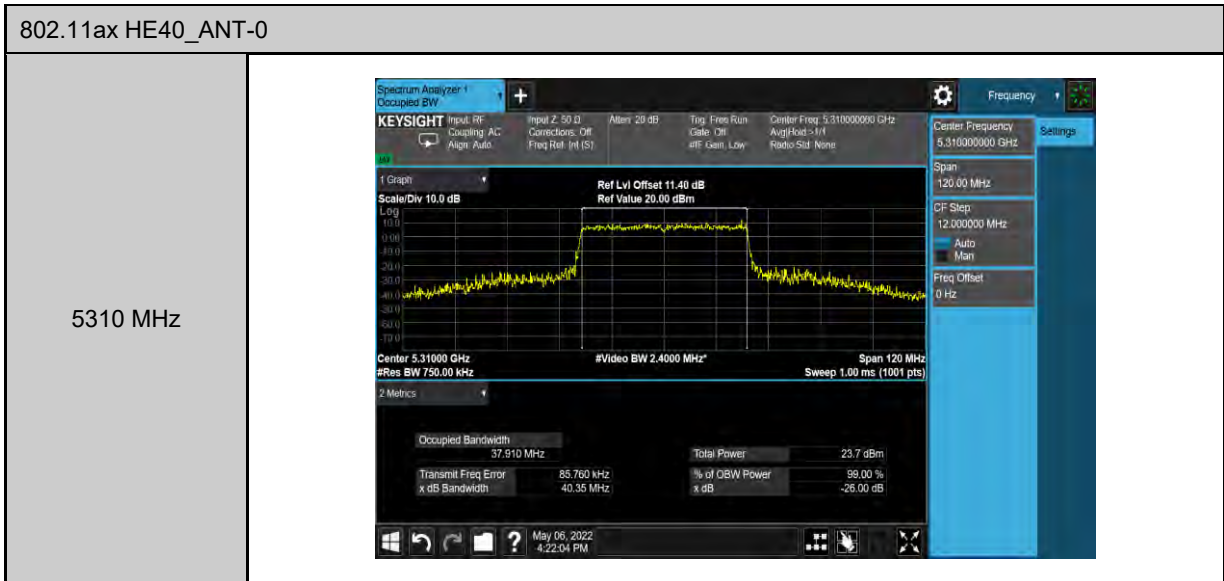 802.11ax HE40_ANT-0
5310 MHz
Spectrum Analyzer 1
Occupied BW
Frequency
KEYSIGHT
Input: RF
Coupling: AC
Align: Auto
Input Z: 50 Ω
Corrections: Off
Freq Ref: Int (S)
Atten: 20 dB
Trig: Free Run
Gate: Off
#IF Gain: Low
Center Freq: 5.310000000 GHz
Avg|Hold:>1/1
Radio Std: None
1 Graph
Scale/Div 10.0 dB
Ref Lvl Offset 11.40 dB
Ref Value 20.00 dBm
Log
10.0
0.00
-10.0
-20.0
-30.0
-40.0
-50.0
-60.0
-70.0
Center 5.31000 GHz
#Video BW 2.4000 MHz*
Span 120 MHz
#Res BW 750.00 kHz
Sweep 1.00 ms (1001 pts)
2 Metrics
Occupied Bandwidth
37.910 MHz
Total Power 23.7 dBm
Transmit Freq Error 85.760 kHz
% of OBW Power 99.00 %
x dB Bandwidth 40.35 MHz
x dB -26.00 dB
May 06, 2022
4:22:04 PM
Center Frequency
5.310000000 GHz
Settings
Span
120.00 MHz
CF Step
12.000000 MHz
Auto
Man
Freq Offset
0 Hz